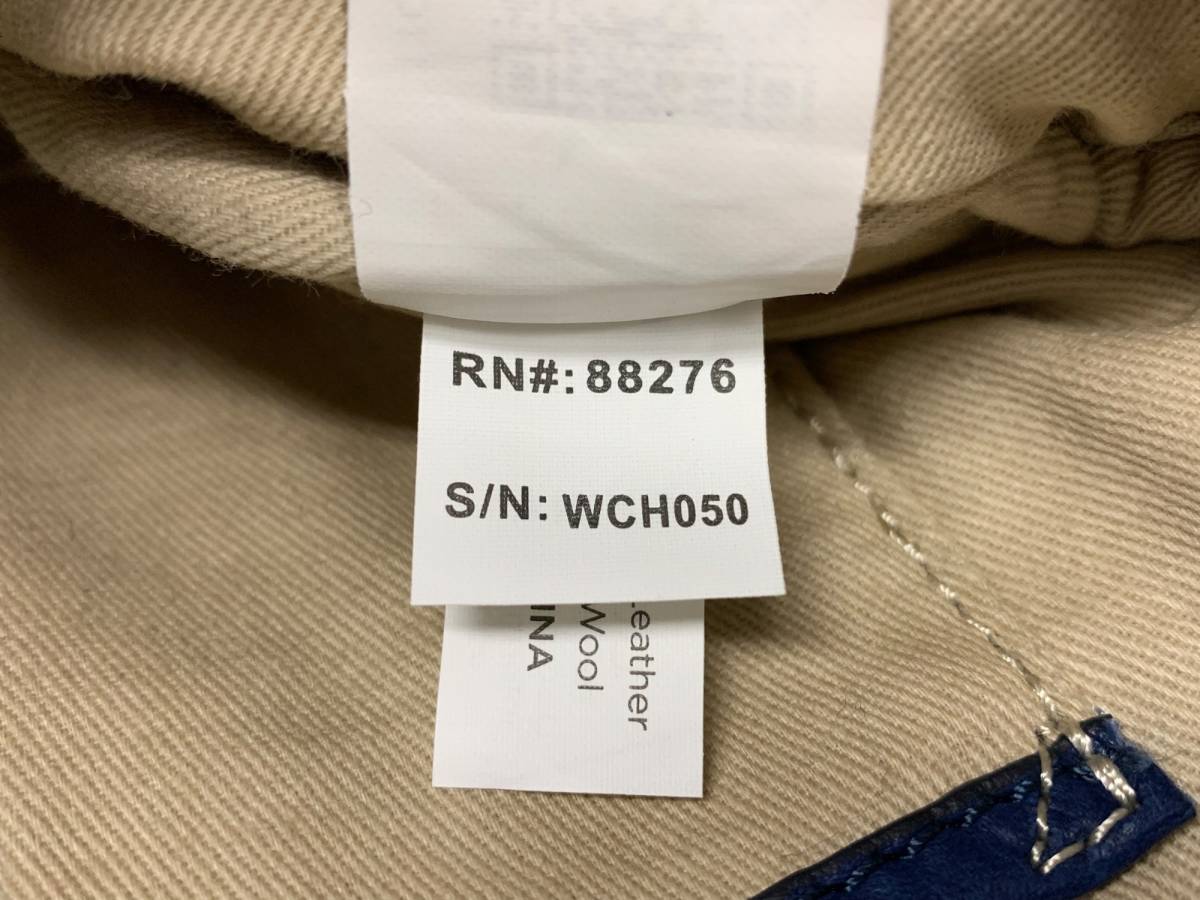 RN#: 88276
S/N: WCH050
Leather
Wool
INA